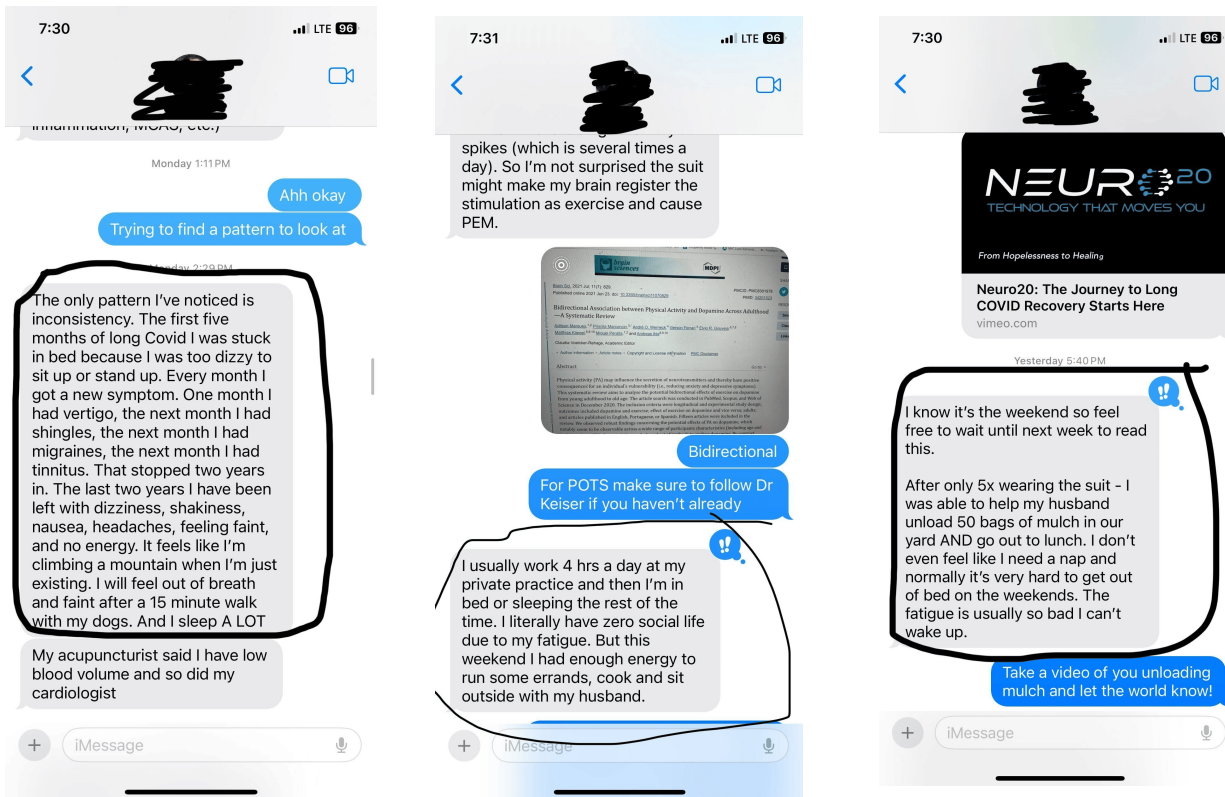 7:30
LTE 96
Monday 1:11 PM
Ahh okay
Trying to find a pattern to look at
Monday 2:29 PM
The only pattern I've noticed is
inconsistency. The first five
months of long Covid I was stuck
in bed because I was too dizzy to
sit up or stand up. Every month I
got a new symptom. One month I
had vertigo, the next month I had
shingles, the next month I had
migraines, the next month I had
tinnitus. That stopped two years
in. The last two years I have been
left with dizziness, shakiness,
nausea, headaches, feeling faint,
and no energy. It feels like I'm
climbing a mountain when I'm just
existing. I will feel out of breath
and faint after a 15 minute walk
with my dogs. And I sleep A LOT
My acupuncturist said I have low
blood volume and so did my
cardiologist
iMessage
7:31
LTE 96
spikes (which is several times a
day). So I'm not surprised the suit
might make my brain register the
stimulation as exercise and cause
PEM.
brain
sciences
MDPI
Bidirectional Association between Physical Activity and Dopamine Across Adulthood
—A Systematic Review
Abstract
Bidirectional
For POTS make sure to follow Dr
Keiser if you haven't already
I usually work 4 hrs a day at my
private practice and then I'm in
bed or sleeping the rest of the
time. I literally have zero social life
due to my fatigue. But this
weekend I had enough energy to
run some errands, cook and sit
outside with my husband.
iMessage
7:30
LTE 96
NEURO20
TECHNOLOGY THAT MOVES YOU
From Hopelessness to Healing
Neuro20: The Journey to Long
COVID Recovery Starts Here
vimeo.com
Yesterday 5:40 PM
I know it's the weekend so feel
free to wait until next week to read
this.
After only 5x wearing the suit - I
was able to help my husband
unload 50 bags of mulch in our
yard AND go out to lunch. I don't
even feel like I need a nap and
normally it's very hard to get out
of bed on the weekends. The
fatigue is usually so bad I can't
wake up.
Take a video of you unloading
mulch and let the world know!
iMessage